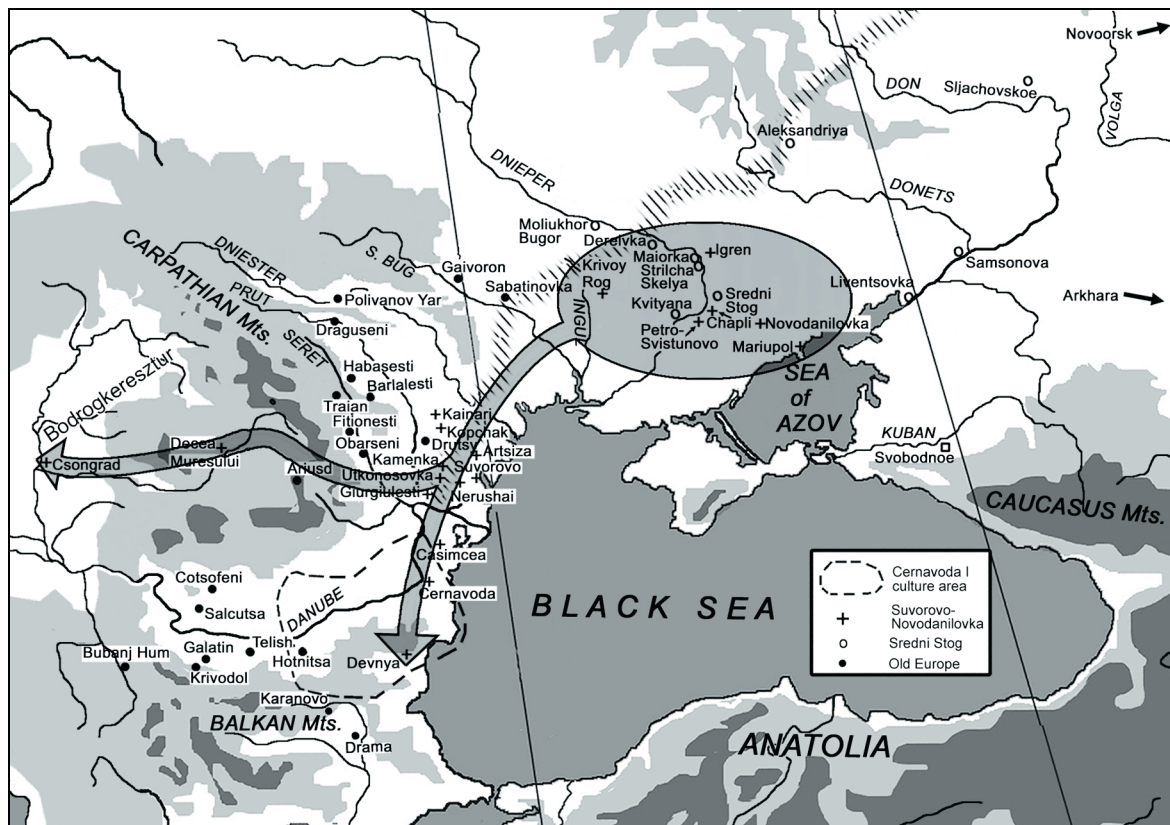 Novoorsk
DON
Sljachovskoe
VOLGA
Aleksandriya
DNIEPER
DONETS
Moliukhor
Bugor
Dereivka
Igren
Maiorka
Strilcha
Skelya
Samsonova
CARPATHIAN Mts.
DNIESTER
S. BUG
Gaivoron
Krivoy
Rog
Sabatinovka
INGUL
Kvityana
Sredni
Stog
Liventsovka
Arkhara
PRUT
Polivanov Yar
Chapli
Novodanilovka
Petro-
Svistunovo
Draguseni
SERET
Mariupol
SEA
of
AZOV
Bodrogkeresztur
Habasesti
Barlalesti
Traian
Fitionesti
Kainari
Kopchak
Obarseni
Drutsy
Artsiza
KUBAN
Svobodnoe
Decea
Muresului
Csongrad
Kamenka
Ariusd
Utkonosovka
Suvorovo
Giurgiulesti
Nerushai
CAUCASUS Mts.
Casimcea
Cernavoda
Cotsofeni
Salcutsa
DANUBE
BLACK SEA
Cernavoda I
culture area
Suvorovo-
Novodanilovka
Sredni Stog
Old Europe
Bubanj Hum
Galatin
Telish
Krivodol
Hotnitsa
Devnya
Karanovo
BALKAN Mts.
Drama
ANATOLIA